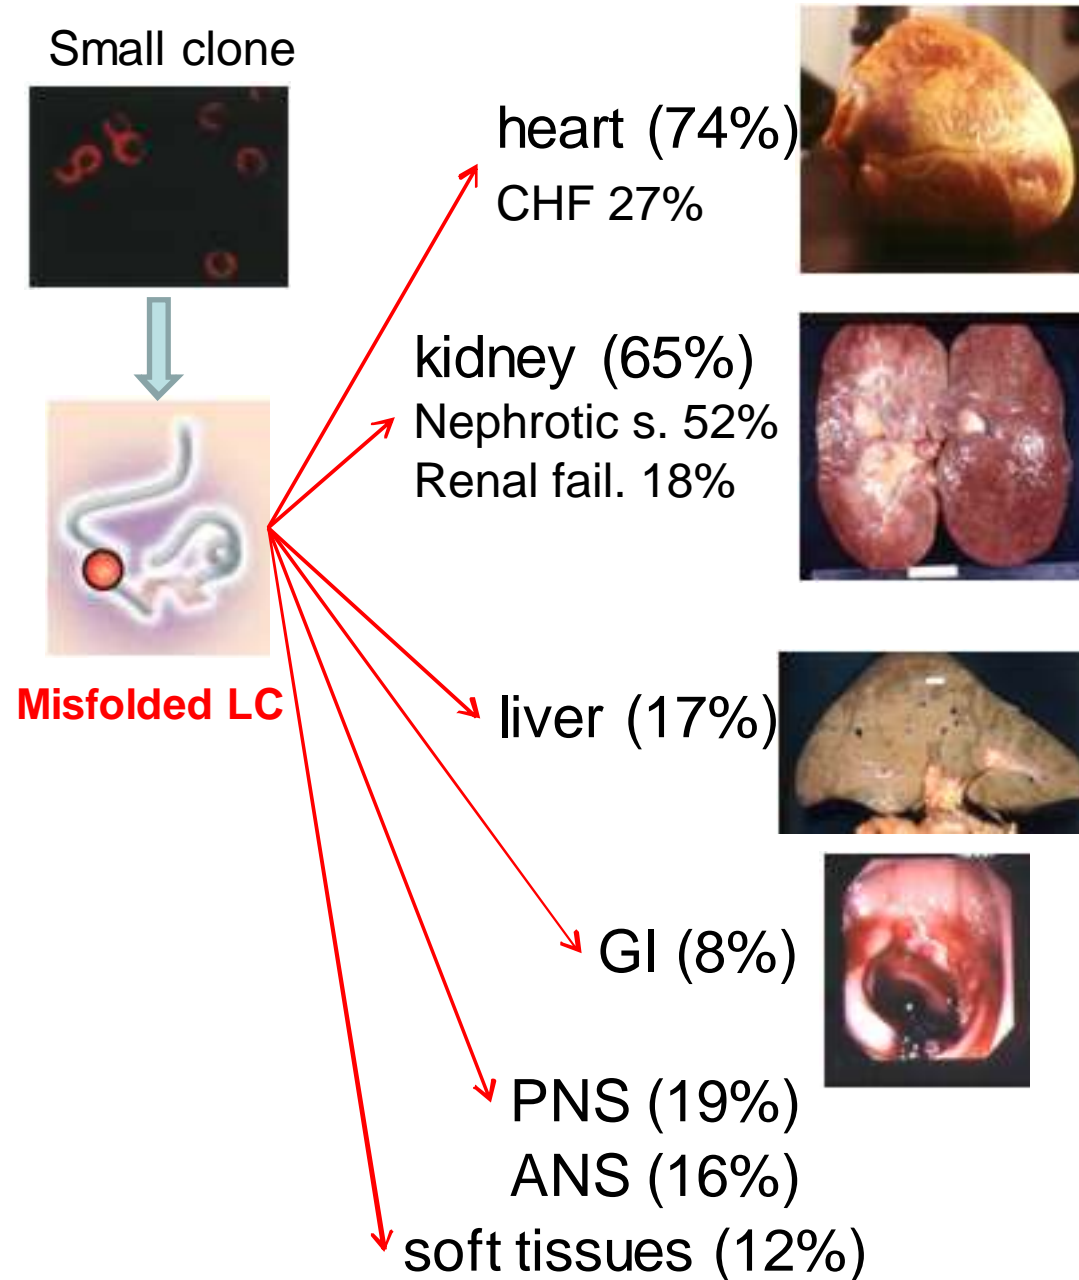 Small clone
heart (74%)
CHF 27%
kidney (65%)
Nephrotic s. 52%
Renal fail. 18%
Misfolded LC
liver (17%)
GI (8%)
PNS (19%)
ANS (16%)
soft tissues (12%)